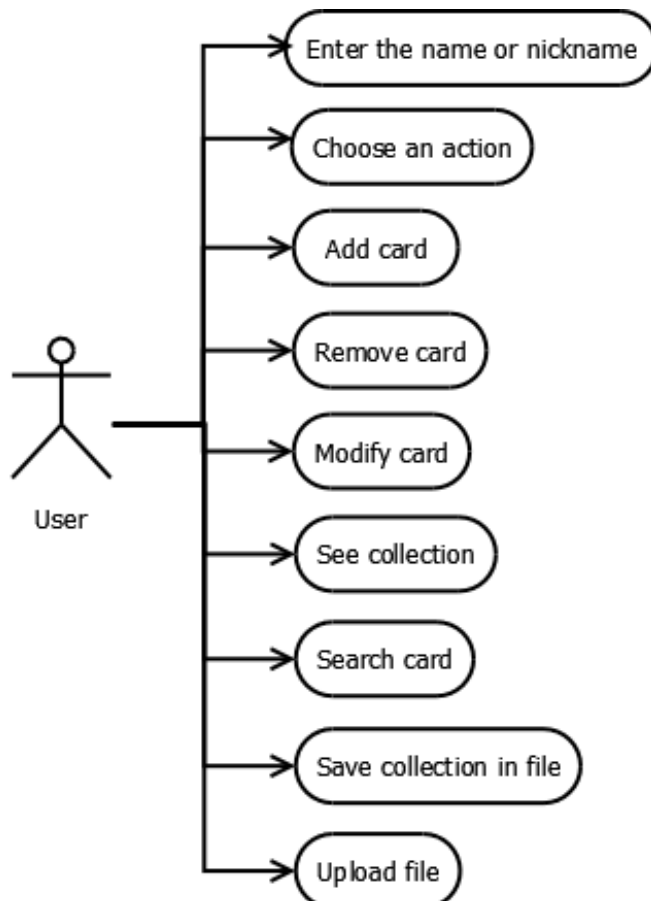 Enter the name or nickname
Choose an action
Add card
Remove card
Modify card
User
See collection
Search card
Save collection in file
Upload file